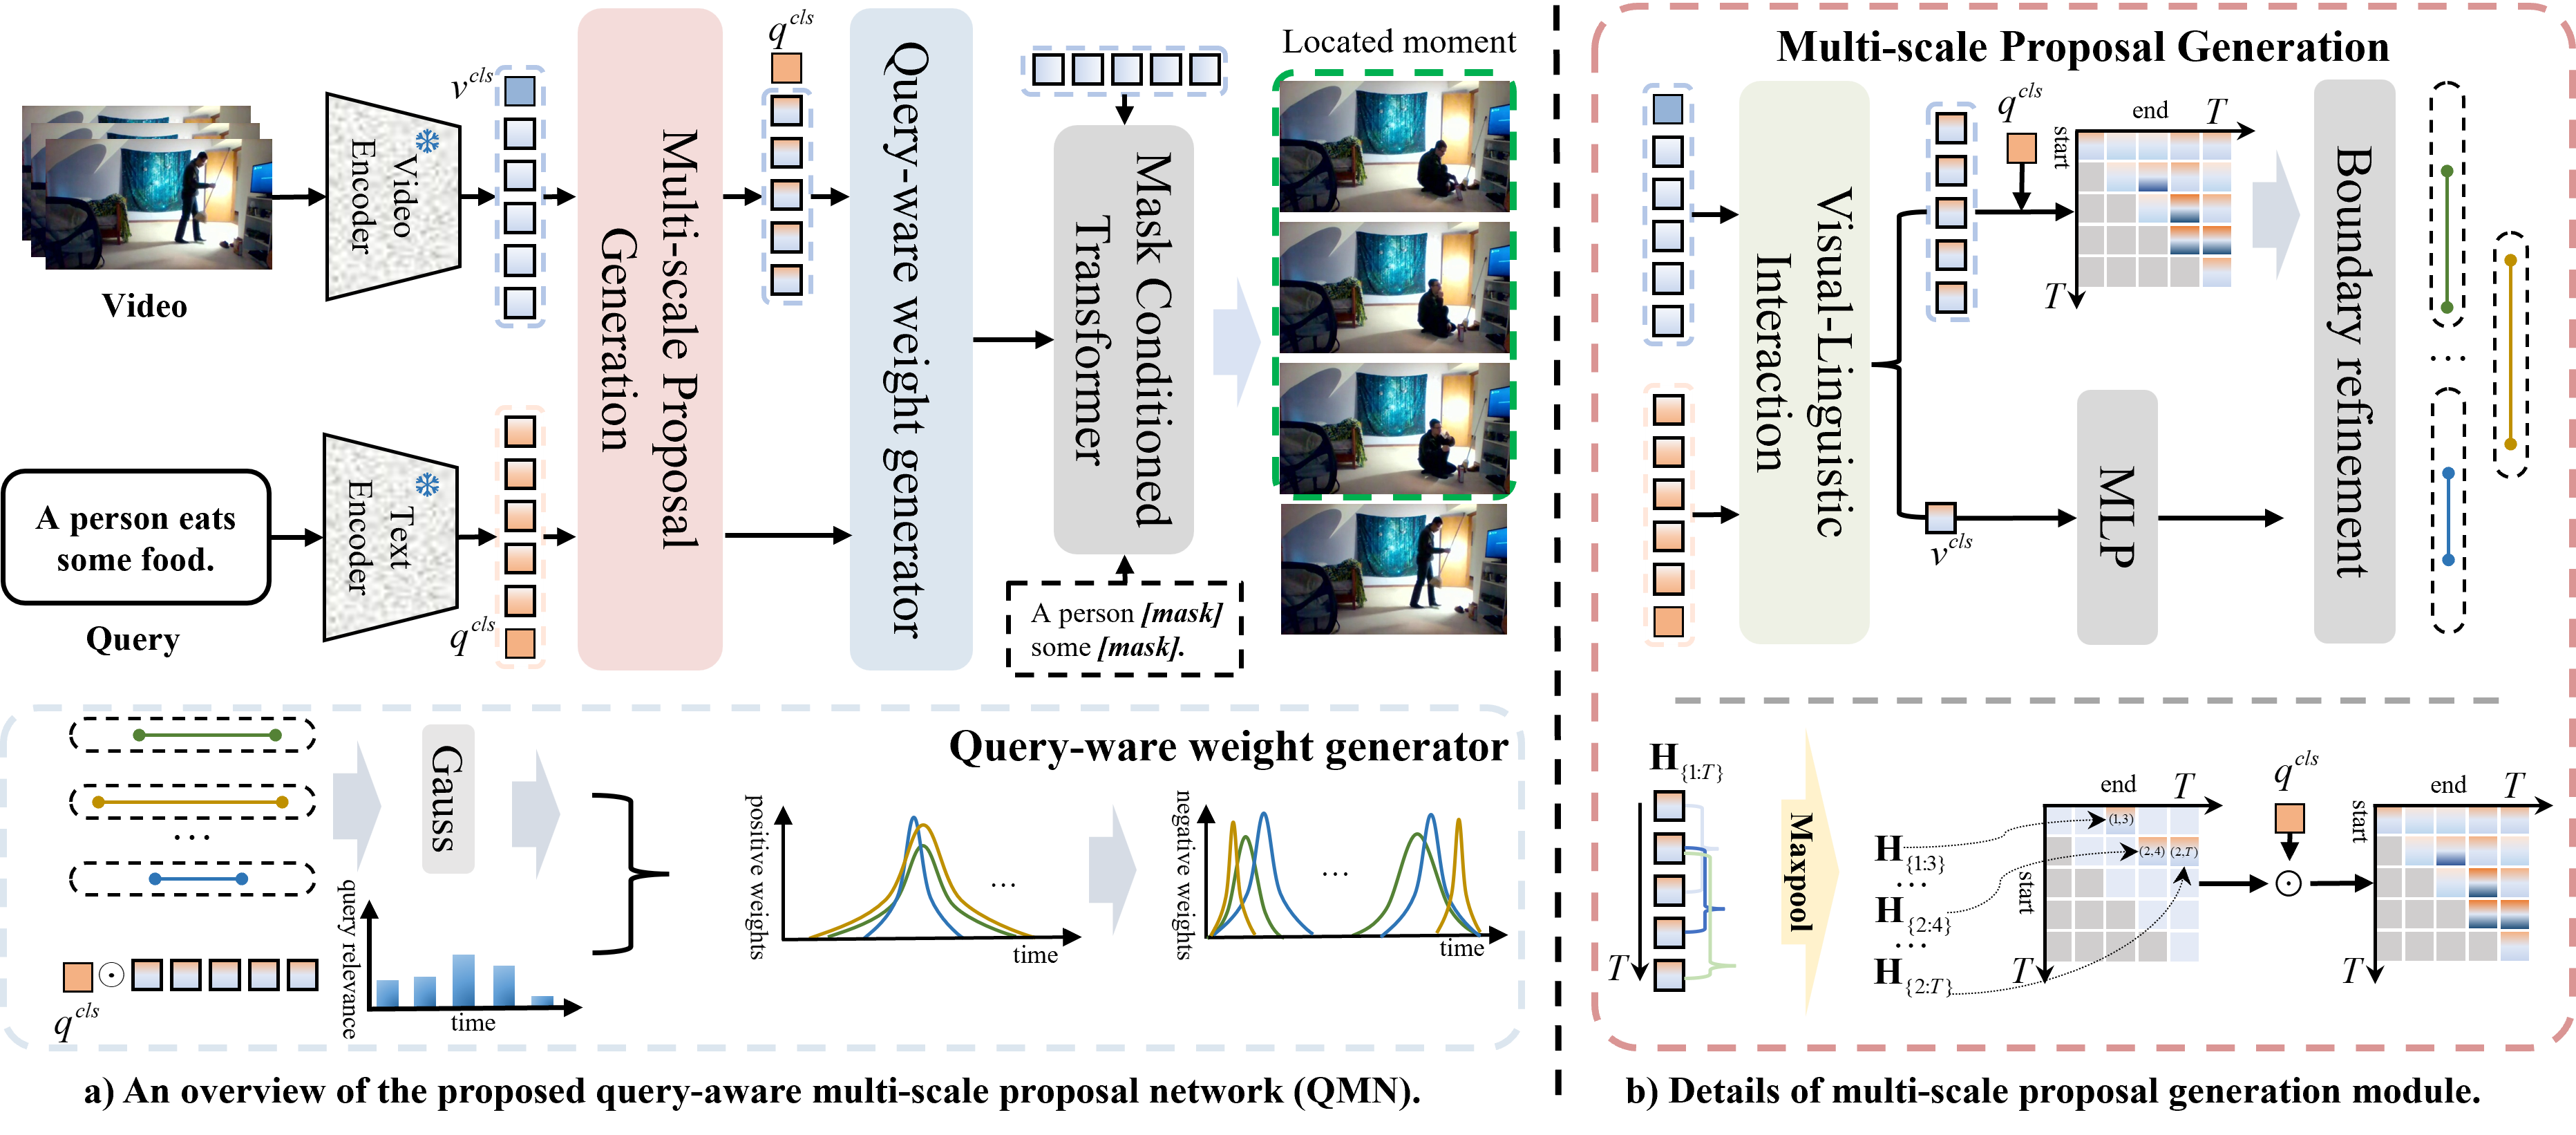 v^cls
Video
Encoder
Video
A person eats
some food.
Query
Text
Encoder
q^cls
Multi-scale Proposal
Generation
q^cls
Query-ware weight generator
Mask Conditioned
Transformer
A person [mask]
some [mask].
Located moment
Query-ware weight generator
Gauss
...
q^cls
⊙
query relevance
time
positive weights
...
time
negative weights
...
time
a) An overview of the proposed query-aware multi-scale proposal network (QMN).
Multi-scale Proposal Generation
Visual-Linguistic
Interaction
q^cls
end
T
start
T
v^cls
MLP
Boundary refinement
...
H_{1:T}
T
Maxpool
H_{1:3}
...
H_{2:4}
...
H_{2:T}
end
T
start
(1,3)
(2,4)
(2,T)
T
q^cls
⊙
end
T
start
T
b) Details of multi-scale proposal generation module.